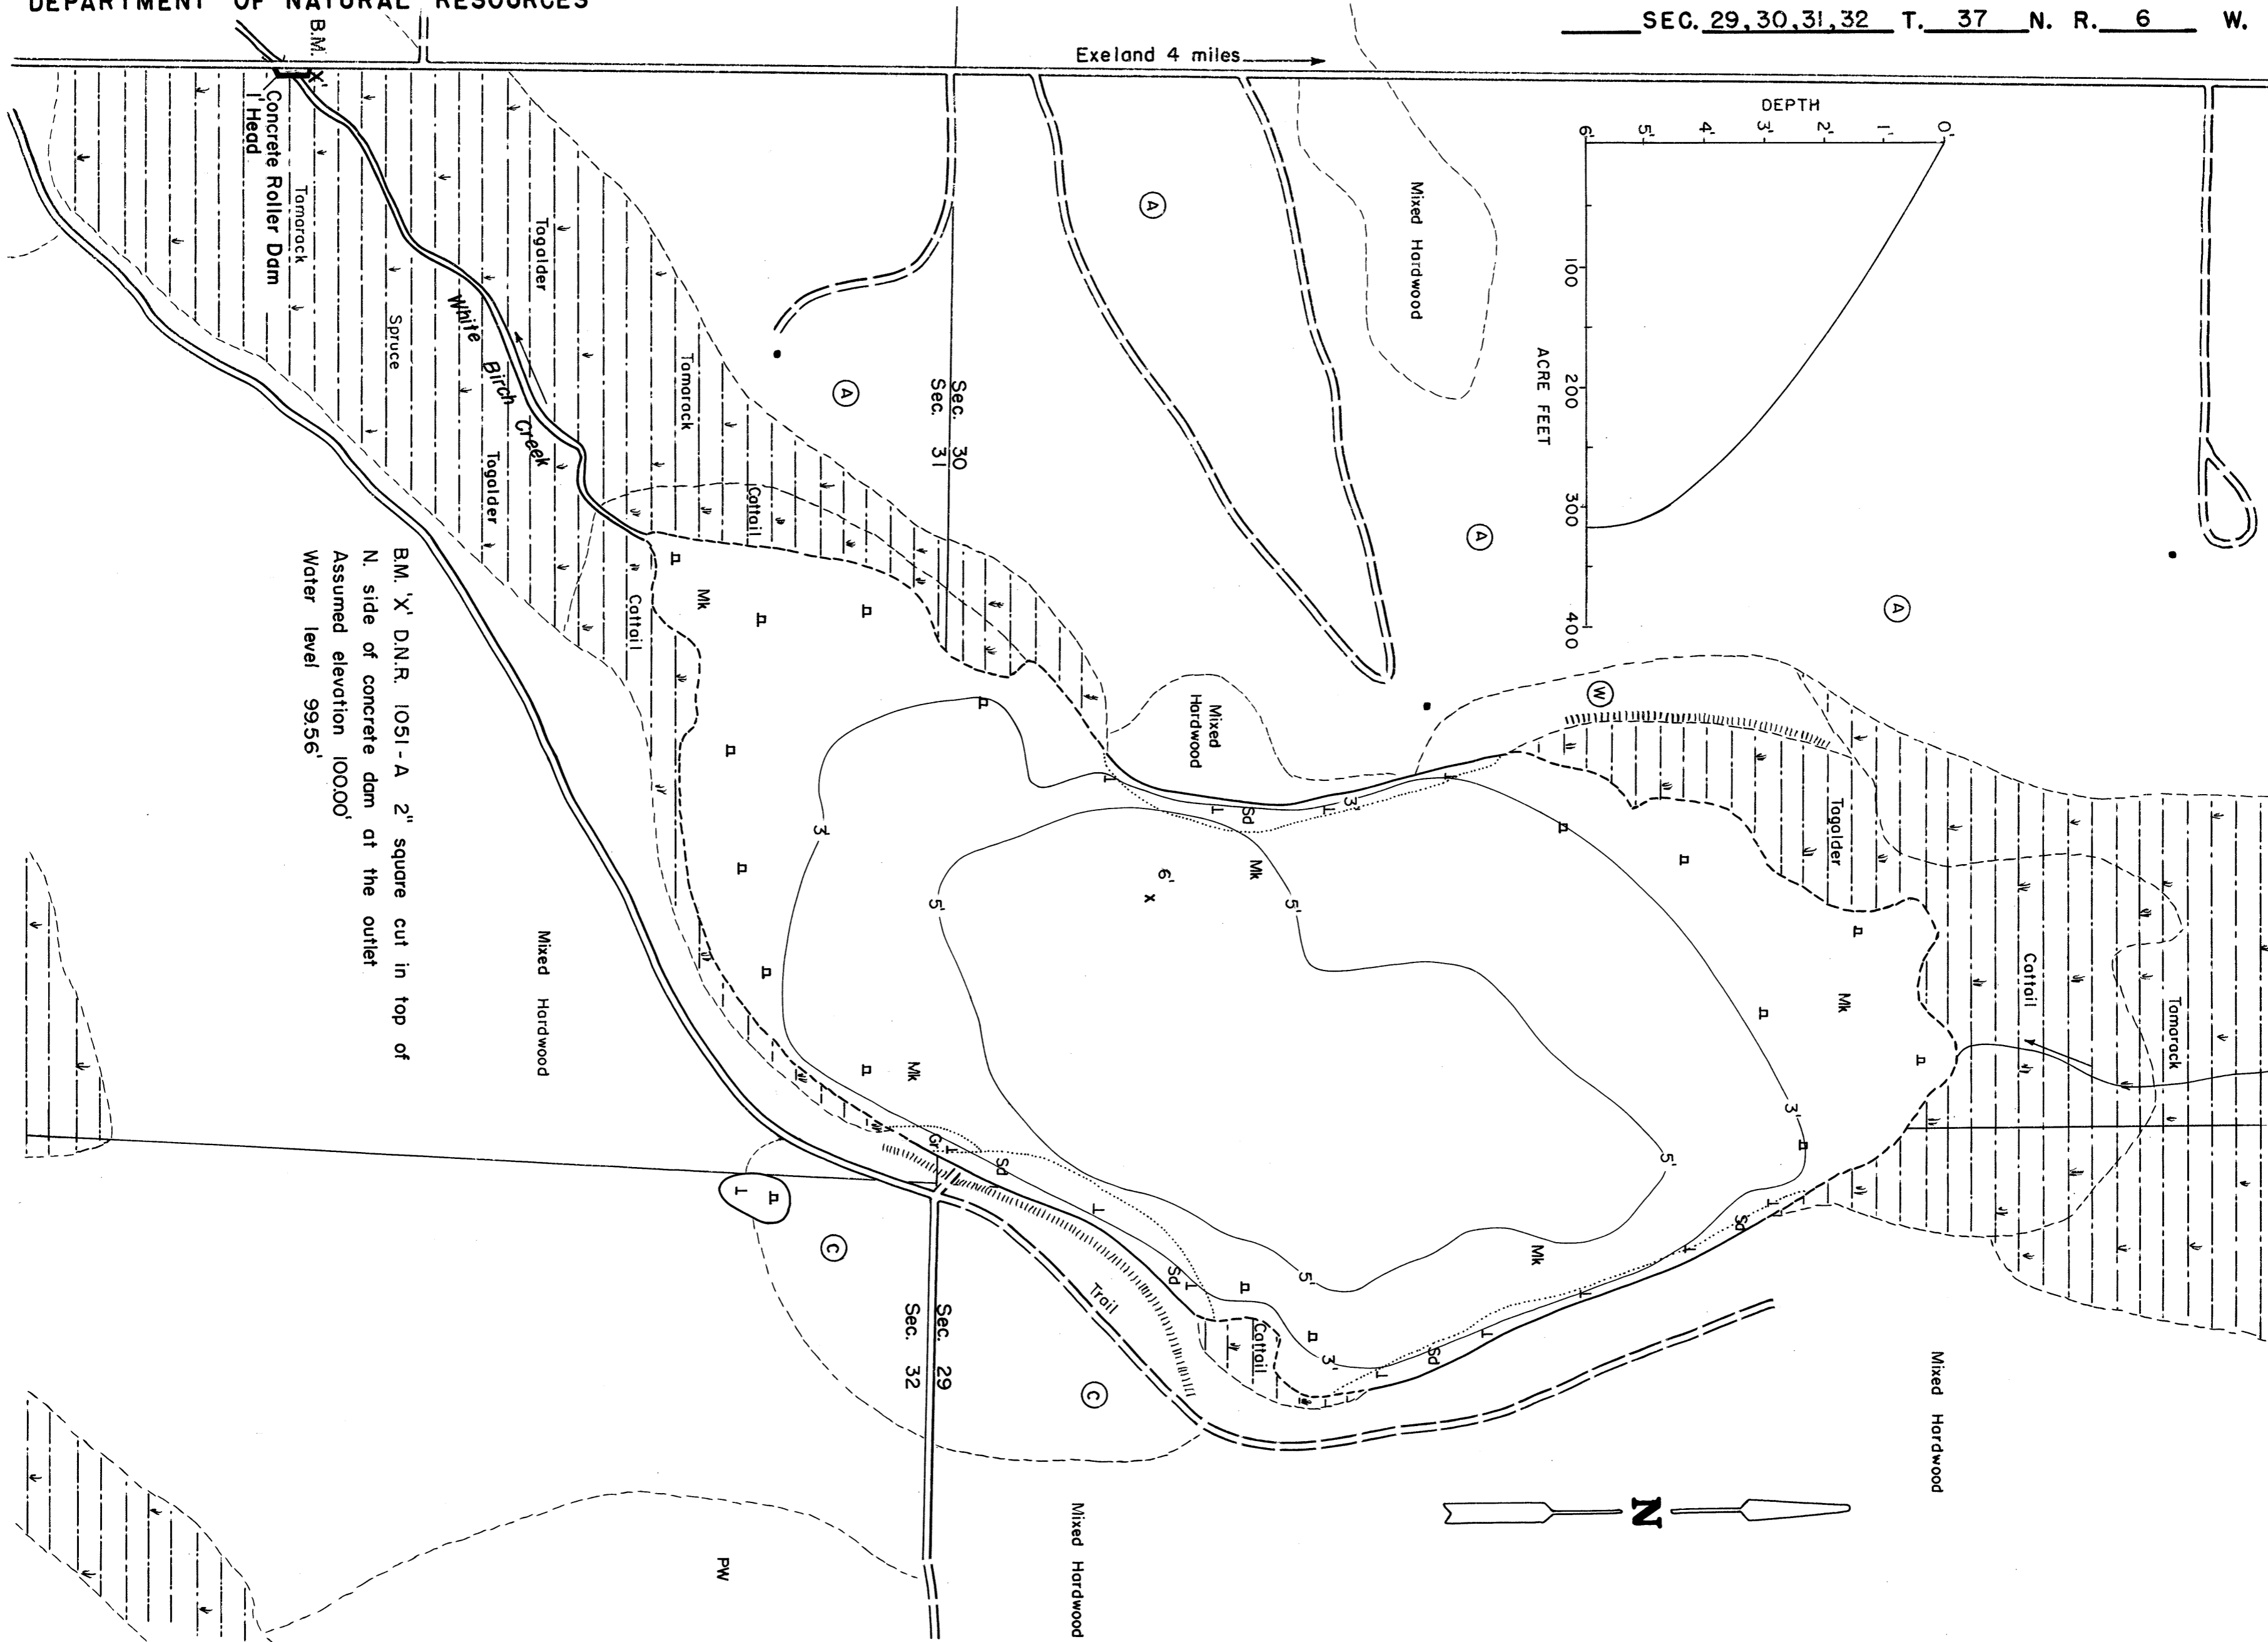 DEPARTMENT OF NATURAL RESOURCES
SEC. 29,30,31,32 T. 37 N. R. 6 W.
Exeland 4 miles
B.M.
'X'
Concrete Roller Dam
1' Head
Tamarack
Spruce
Tagalder
White Birch Creek
Tagalder
Tamarack
Cattail
Cattail
A
A
A
A
Sec. 30
Sec. 31
Mixed Hardwood
DEPTH
0'
1'
2'
3'
4'
5'
6'
100
200
300
400
ACRE FEET
Mixed
Hardwood
W
Tagalder
Cattail
Tamarack
Mk
3'
Sd
Mk
6'
x
5'
5'
3'
Mk
Mk
3'
5'
Gr
Sd
Sd
Sd
Mk
5'
3'
Sd
Cattail
Trail
B.M. 'X' D.N.R. 1051-A 2" square cut in top of
N. side of concrete dam at the outlet
Assumed elevation 100.00'
Water level 99.56'
Mixed Hardwood
C
C
Sec. 29
Sec. 32
Mixed Hardwood
Mixed Hardwood
PW
N